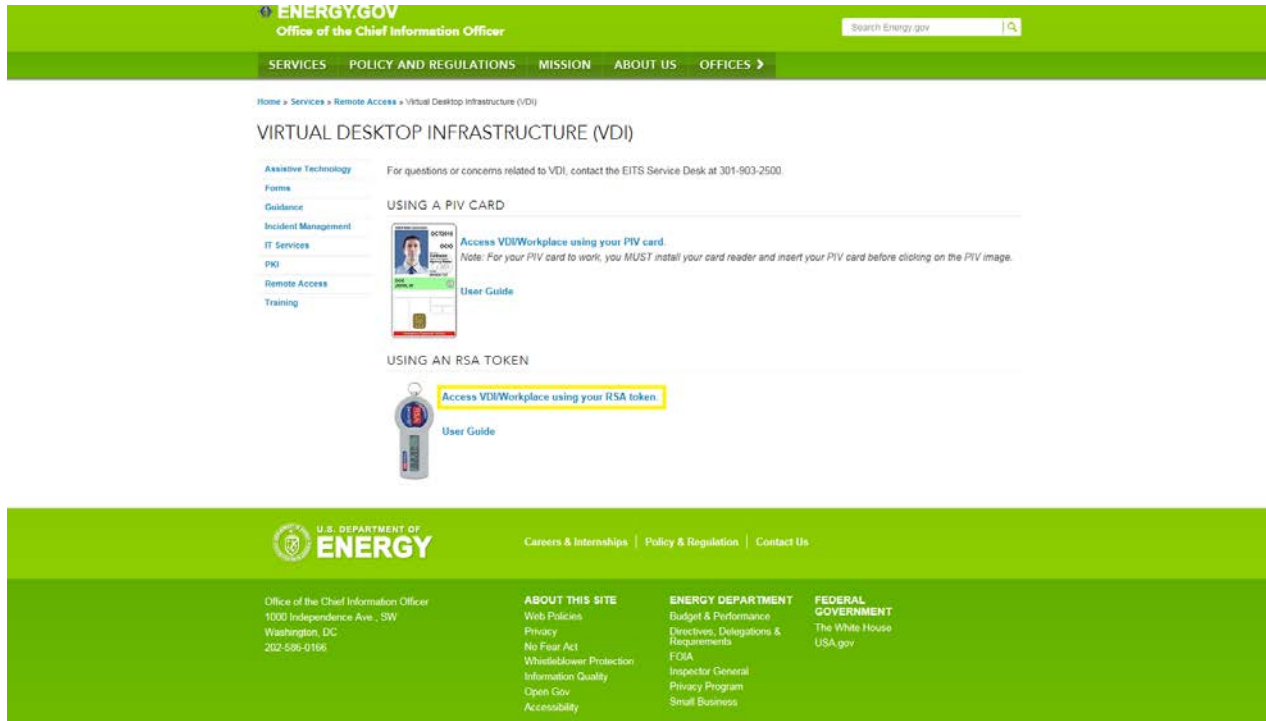 ENERGY.GOV
Office of the Chief Information Officer
Search Energy.gov
SERVICES POLICY AND REGULATIONS MISSION ABOUT US OFFICES
Home » Services » Remote Access » Virtual Desktop Infrastructure (VDI)
VIRTUAL DESKTOP INFRASTRUCTURE (VDI)
Assistive Technology
Forms
Guidance
Incident Management
IT Services
PKI
Remote Access
Training
For questions or concerns related to VDI, contact the EITS Service Desk at 301-903-2500.
USING A PIV CARD
OCT2015
OCIO
Access VDI/Workplace using your PIV card.
Note: For your PIV card to work, you MUST install your card reader and insert your PIV card before clicking on the PIV image.
User Guide
USING AN RSA TOKEN
RSA
Access VDI/Workplace using your RSA token.
User Guide
U.S. DEPARTMENT OF
ENERGY
Careers & Internships | Policy & Regulation | Contact Us
Office of the Chief Information Officer
1000 Independence Ave., SW
Washington, DC
202-586-0166
ABOUT THIS SITE
Web Policies
Privacy
No Fear Act
Whistleblower Protection
Information Quality
Open Gov
Accessibility
ENERGY DEPARTMENT
Budget & Performance
Directives, Delegations &
Requirements
FOIA
Inspector General
Privacy Program
Small Business
FEDERAL
GOVERNMENT
The White House
USA.gov